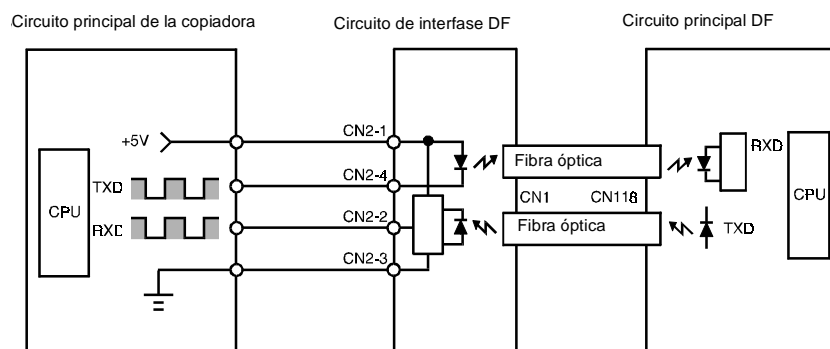 Circuito principal de la copiadora
Circuito de interfase DF
Circuito principal DF
+5V
CN2-1
TXD
CN2-4
CPU
RXD
CN2-2
CN2-3
Fibra óptica
CN1
CN118
Fibra óptica
RXD
CPU
TXD